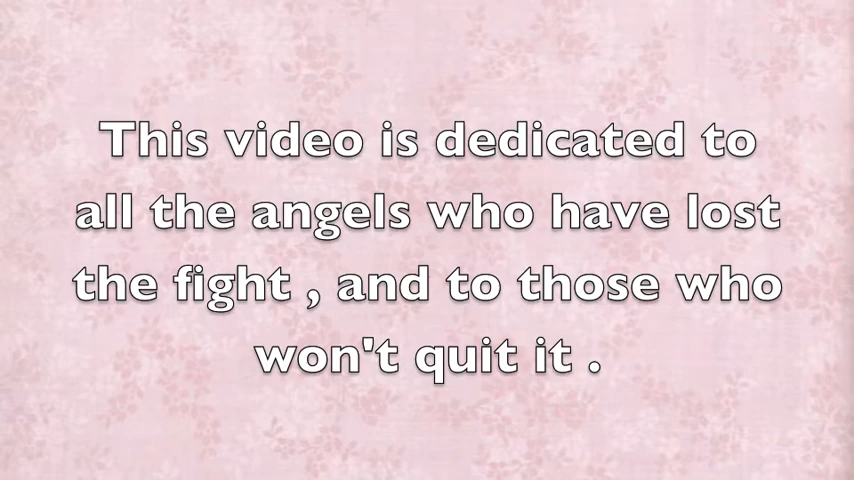 This video is dedicated to
all the angels who have lost
the fight , and to those who
won't quit it .